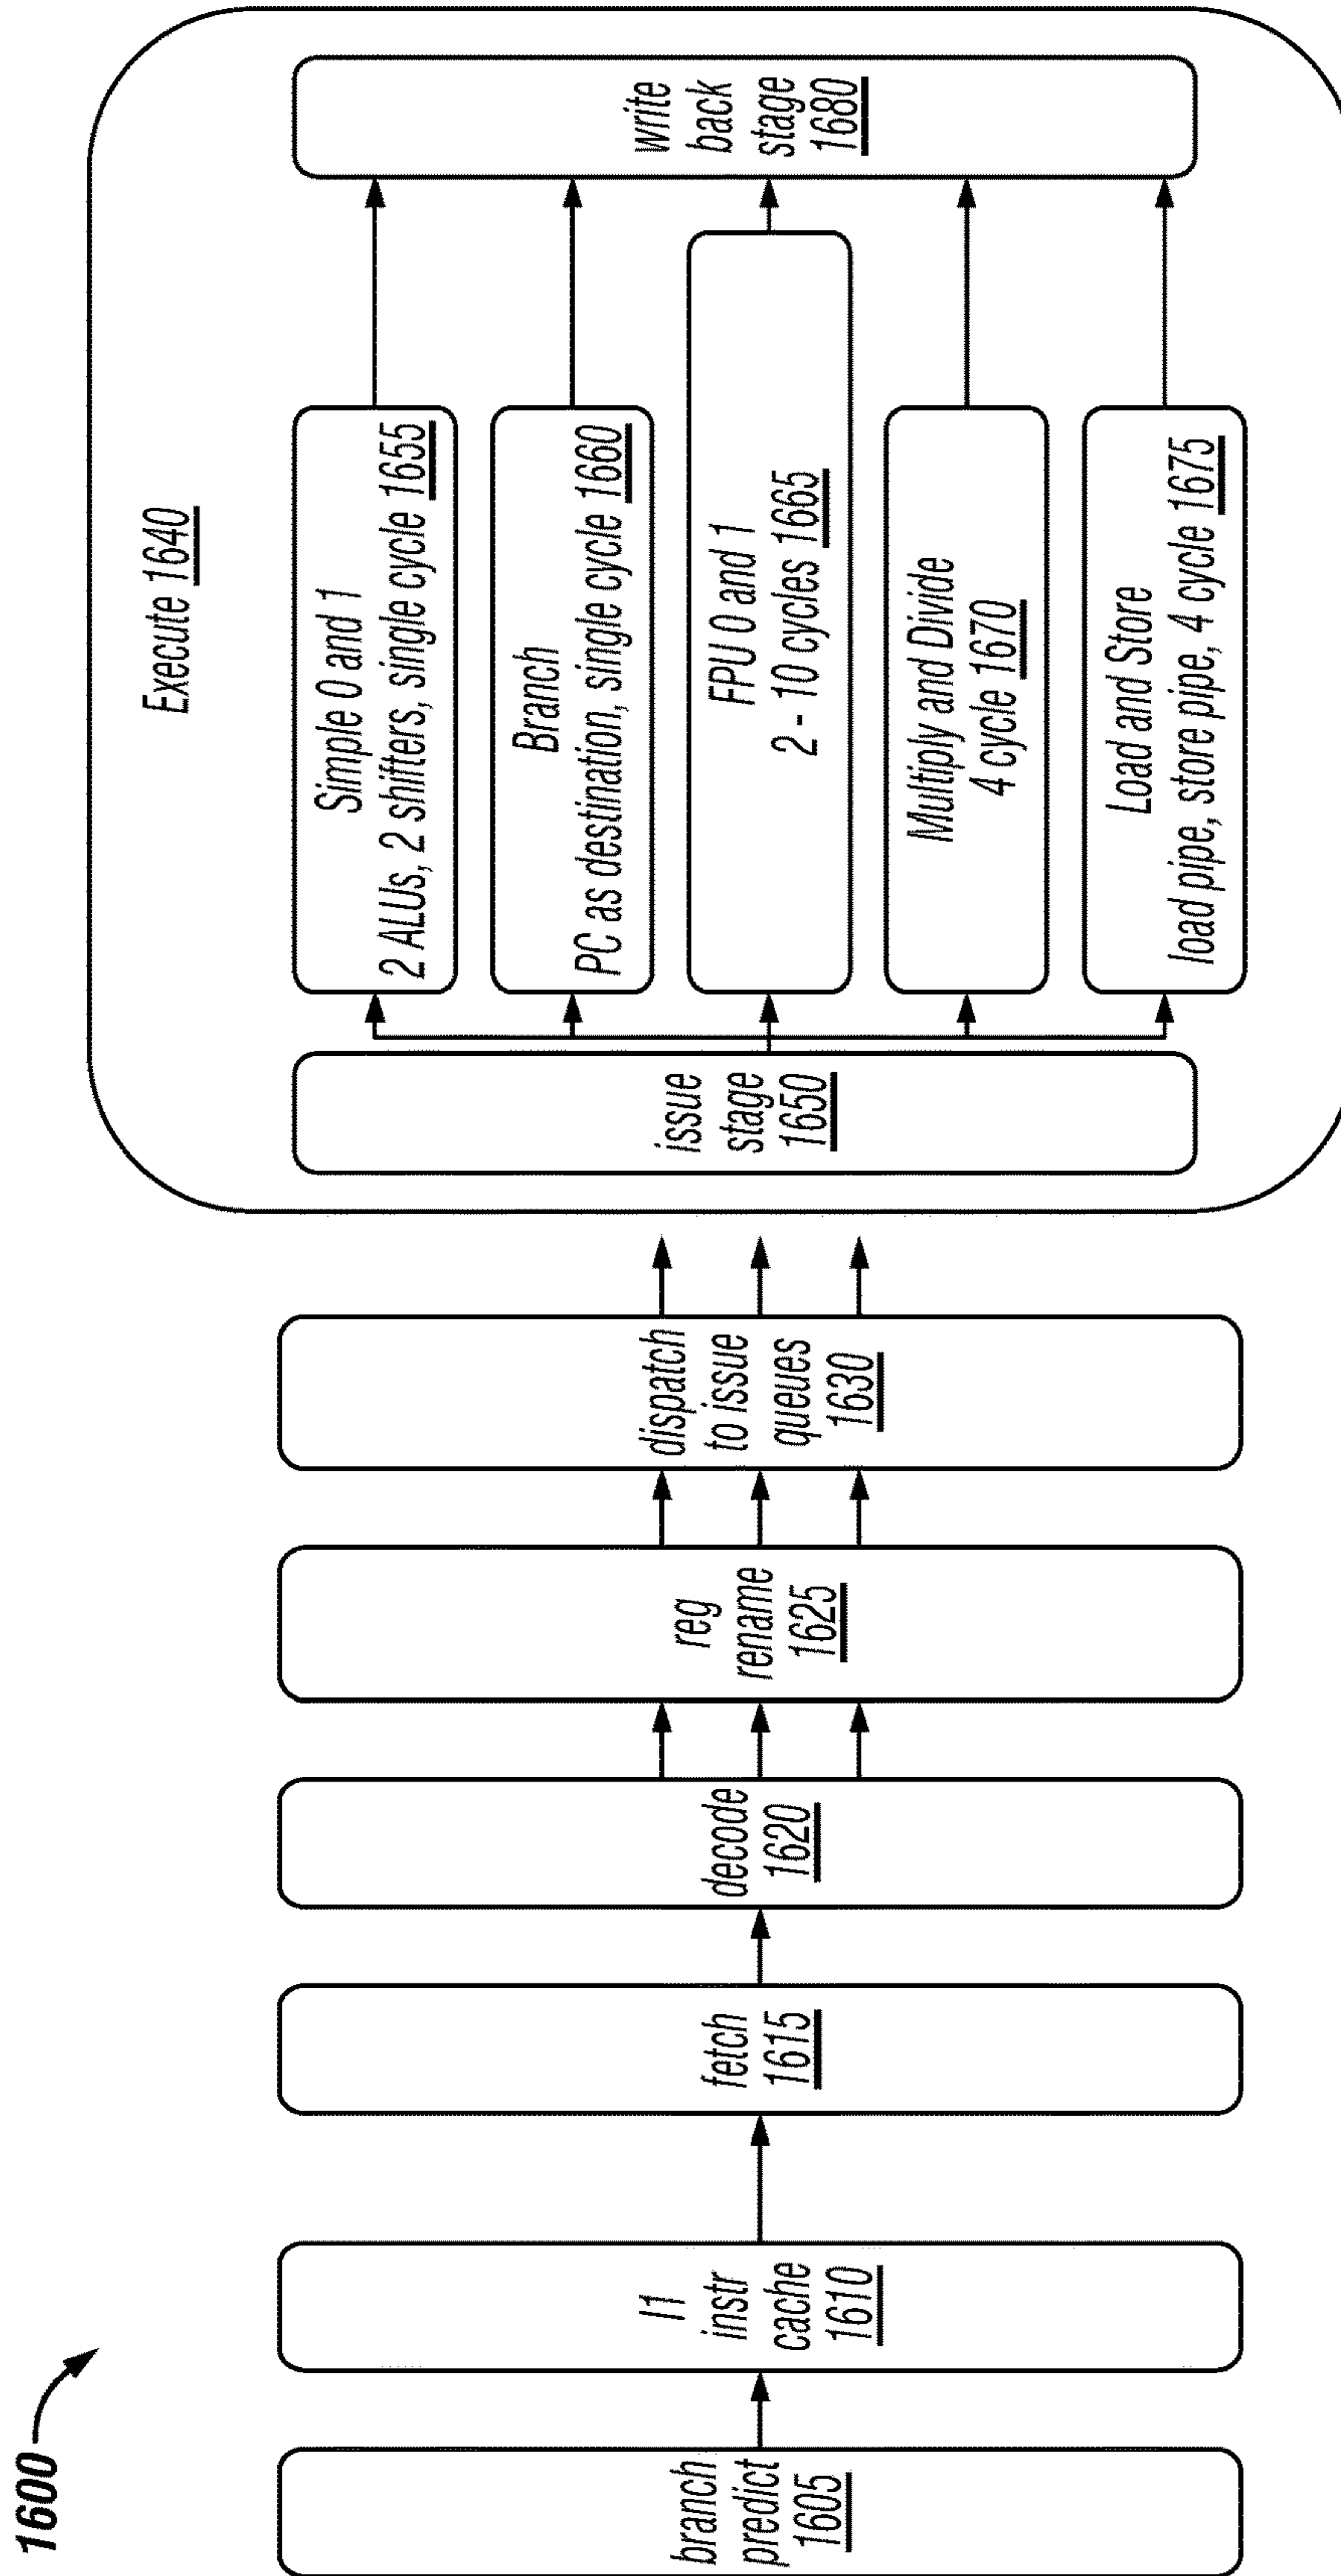 1600
branch
predict
1605
I1
instr
cache
1610
fetch
1615
decode
1620
reg
rename
1625
dispatch
to issue
queues
1630
Execute 1640
issue
stage
1650
Simple 0 and 1
2 ALUs, 2 shifters, single cycle 1655
Branch
PC as destination, single cycle 1660
FPU 0 and 1
2 - 10 cycles 1665
Multiply and Divide
4 cycle 1670
Load and Store
load pipe, store pipe, 4 cycle 1675
write
back
stage
1680